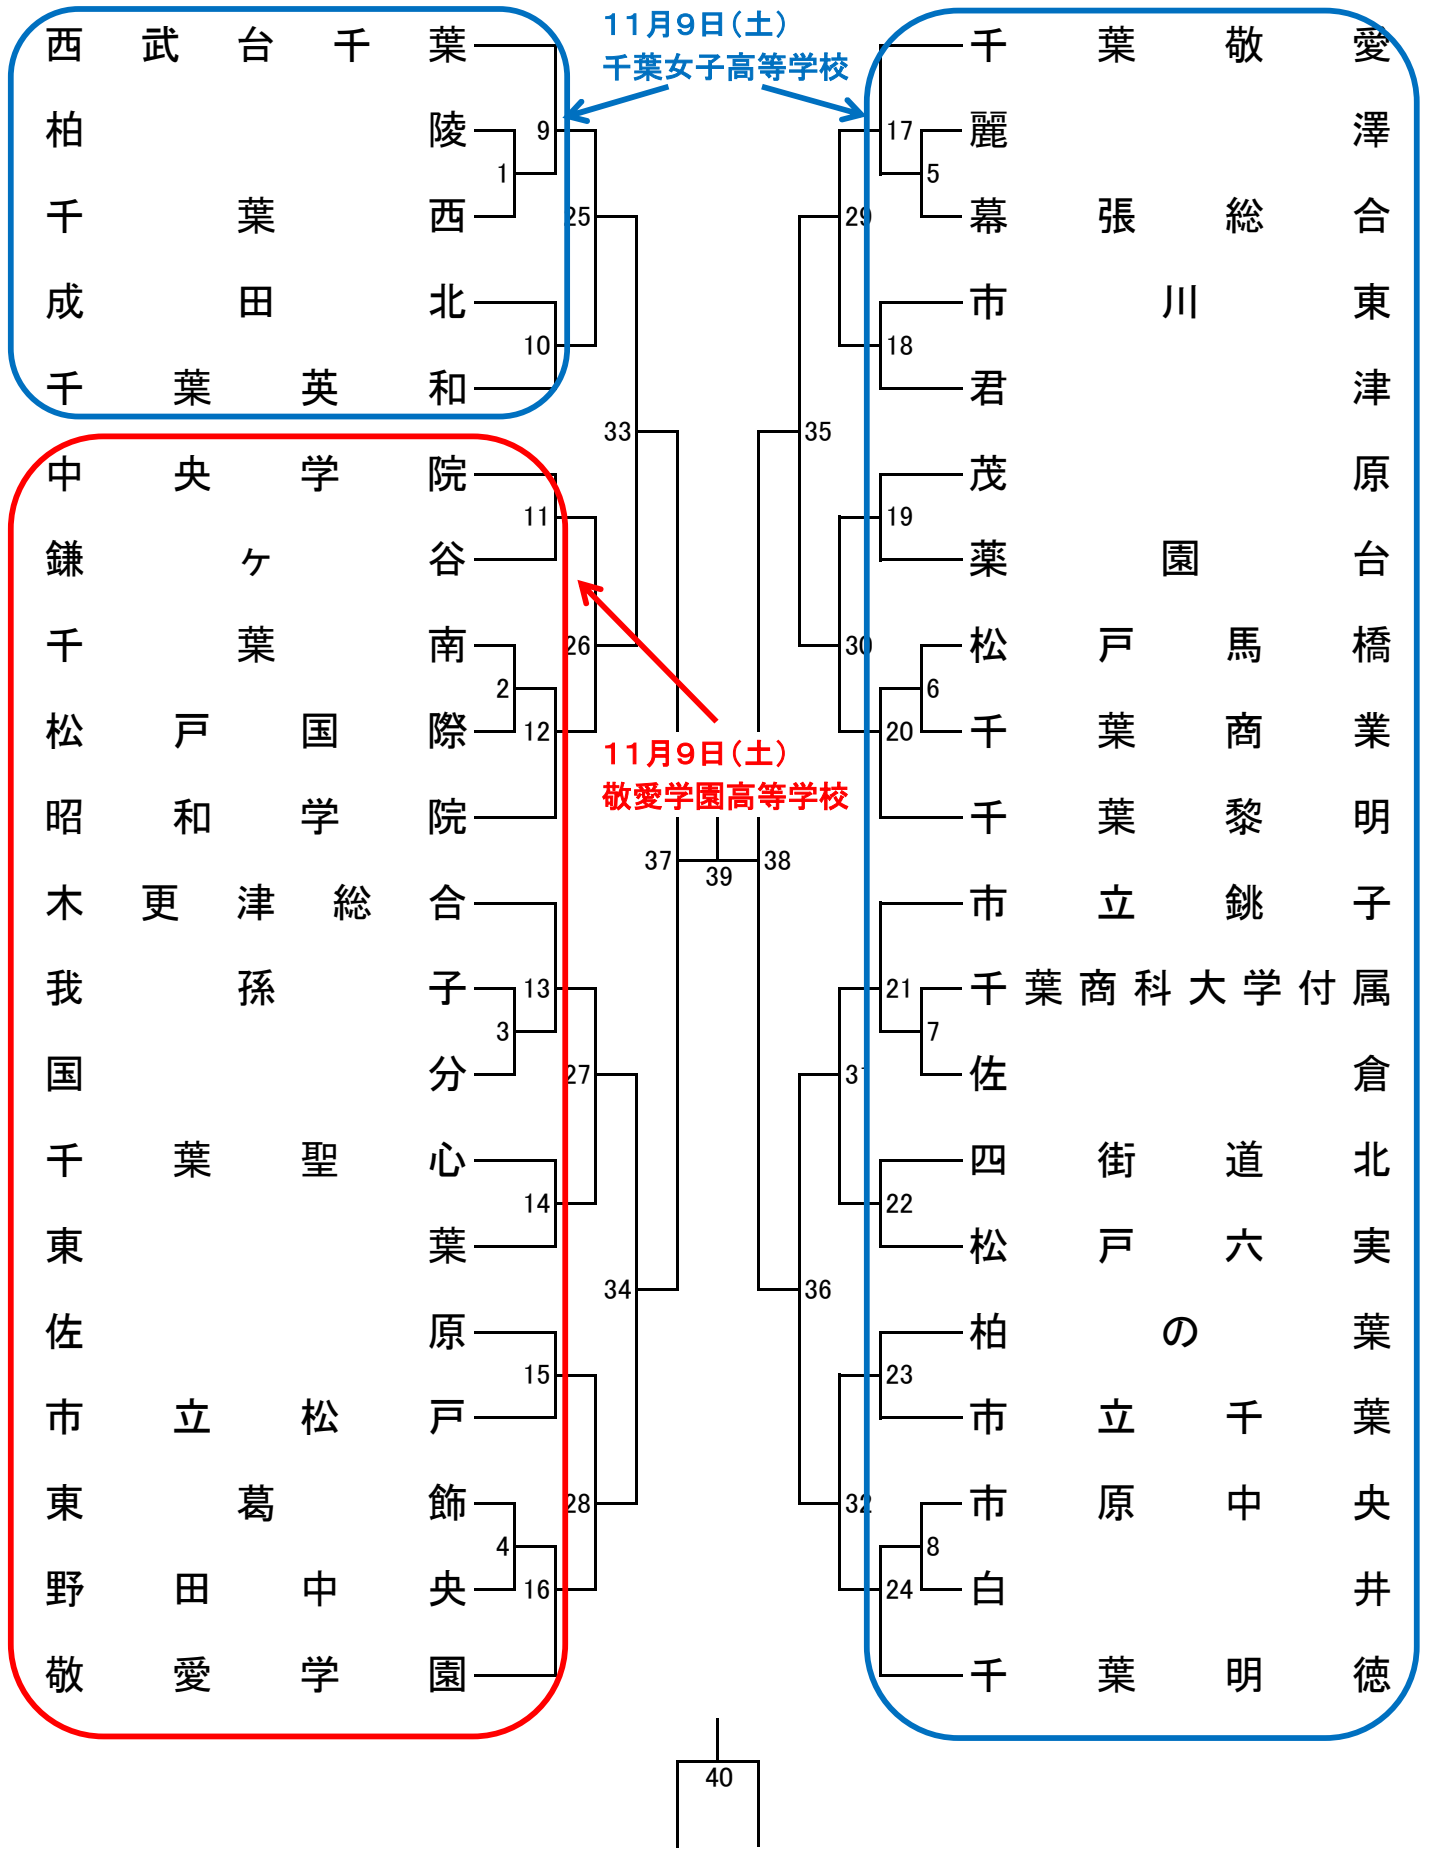 11月9日(土)
千葉女子高等学校
西武台千葉
柏陵
千葉西
成田北
千葉英和
中央学院
鎌ヶ谷
千葉南
松戸国際
昭和学院
木更津総合
我孫子
国分
千葉聖心
東葉
佐原
市立松戸
東葛飾
野田中央
敬愛学園
1
2
3
4
9
10
11
12
13
14
15
16
25
26
27
28
33
34
37
11月9日(土)
敬愛学園高等学校
39
38
35
36
29
30
31
32
17
18
19
20
21
22
23
24
5
6
7
8
千葉敬愛
麗澤
幕張総合
市川東
君津
茂原
薬園台
松戸馬橋
千葉商業
千葉黎明
市立銚子
千葉商科大学付属
佐倉
四街道北
松戸六実
柏の葉
市立千葉
市原中央
白井
千葉明徳
40